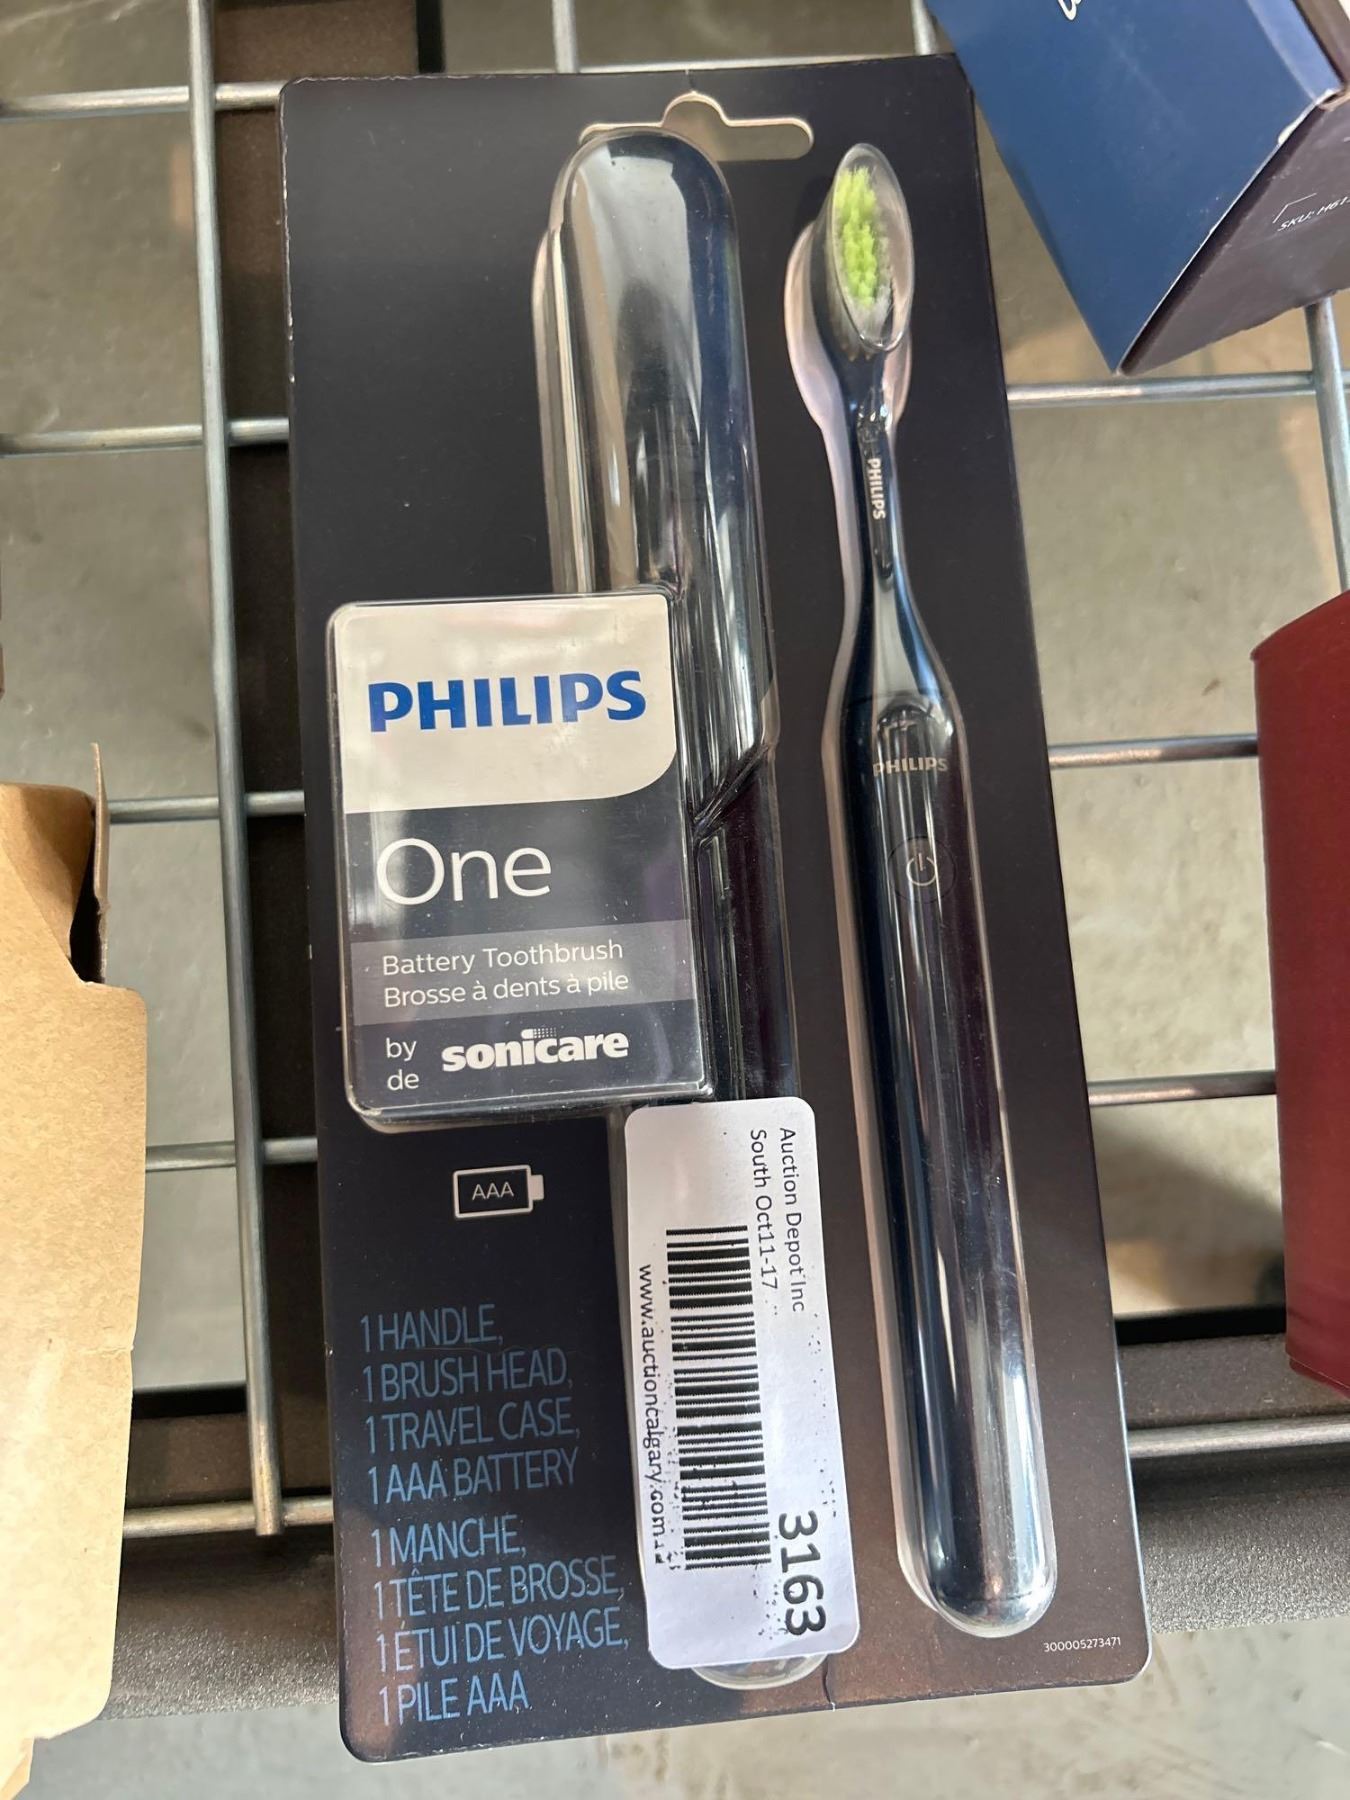 SKU: H61
PHILIPS
PHILIPS
PHILIPS
One
Battery Toothbrush
Brosse à dents à pile
by
de
sonicare
AAA
1 HANDLE,
1 BRUSH HEAD,
1 TRAVEL CASE,
1 AAA BATTERY
1 MANCHE,
1 TÊTE DE BROSSE,
1 ÉTUI DE VOYAGE,
1 PILE AAA
Auction Depot Inc
South Oct11-17
3163
www.auctioncalgary.com
300005273471